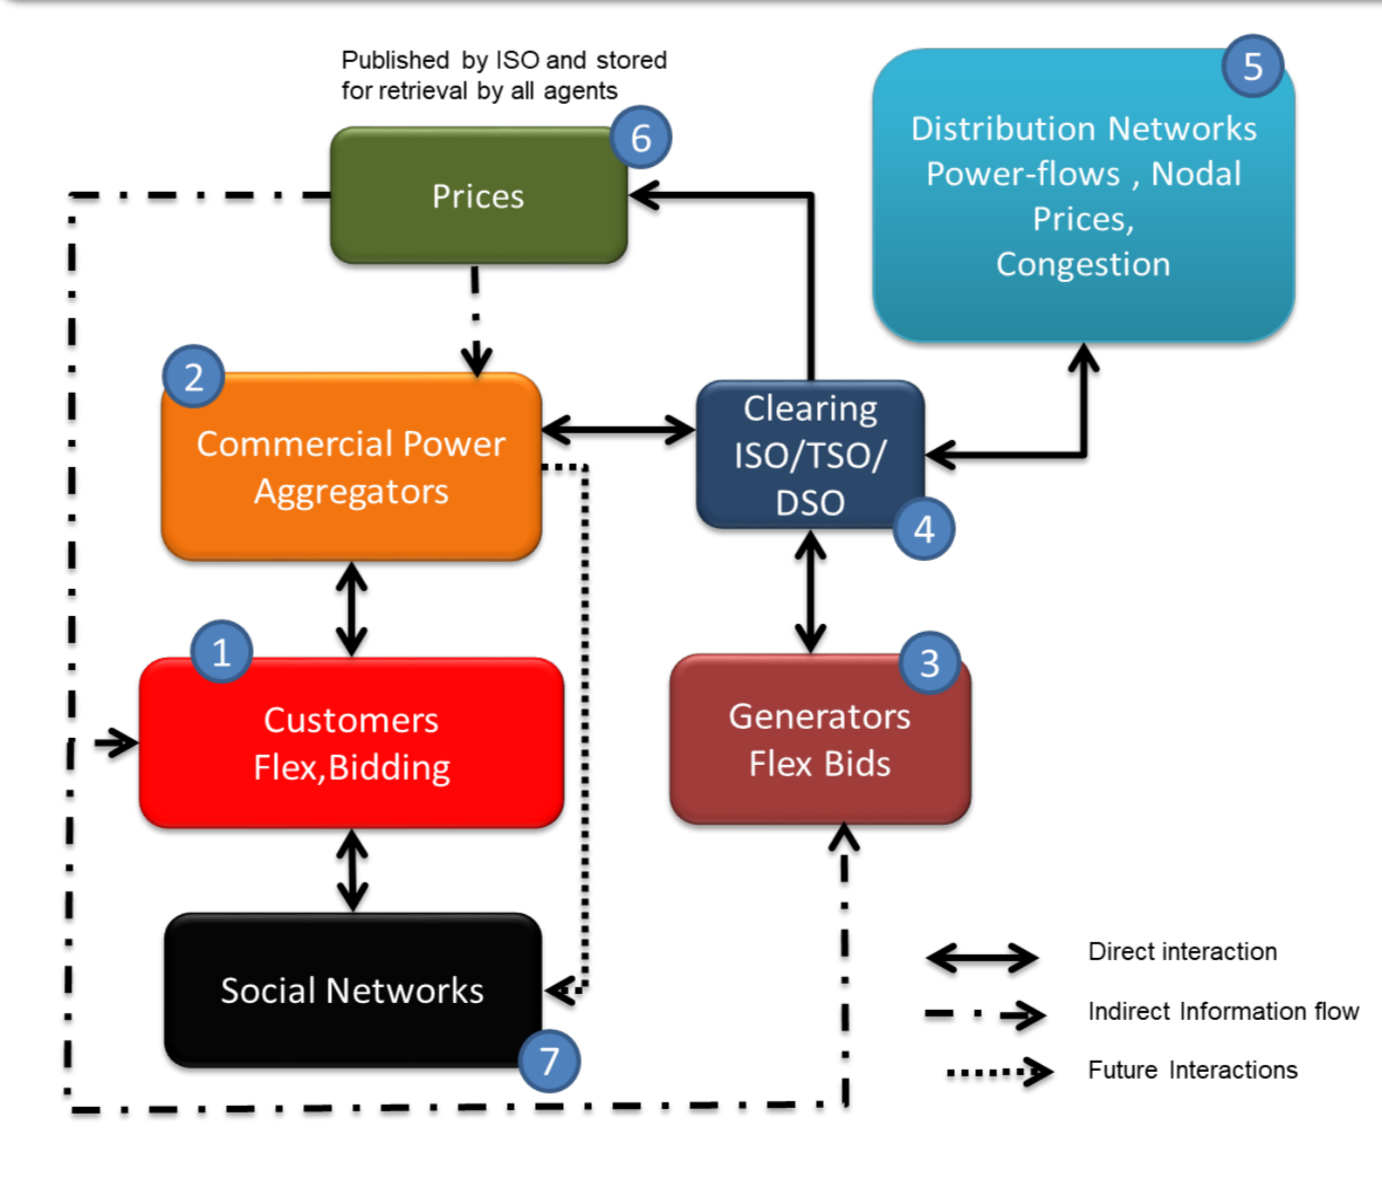 Published by ISO and stored
for retrieval by all agents
6
Prices
5
Distribution Networks
Power-flows , Nodal
Prices,
Congestion
2
Commercial Power
Aggregators
Clearing
ISO/TSO/
DSO
4
1
Customers
Flex,Bidding
3
Generators
Flex Bids
Social Networks
7
Direct interaction
Indirect Information flow
Future Interactions